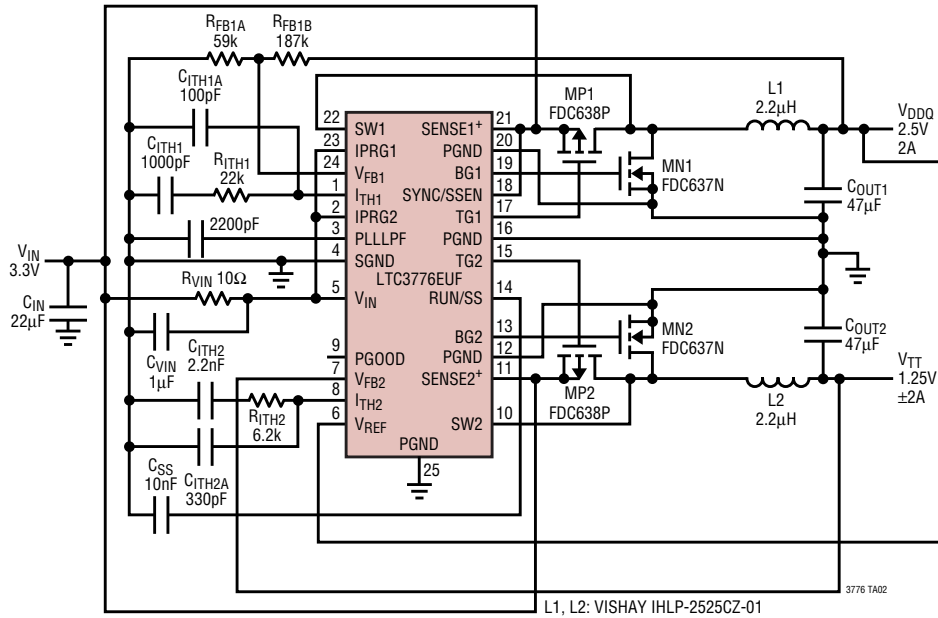 RFB1A
59k
RFB1B
187k
CITH1A
100pF
CITH1
1000pF
RITH1
22k
2200pF
VIN
3.3V
CIN
22µF
RVIN 10Ω
CVIN
1µF
CITH2
2.2nF
RITH2
6.2k
CITH2A
330pF
CSS
10nF
22 SW1
23 IPRG1
24 VFB1
1 ITH1
2 IPRG2
3 PLLLPF
4 SGND
5 VIN
9 PGOOD
7 VFB2
8 ITH2
6 VREF
LTC3776EUF
SENSE1+ 21
PGND 20
BG1 19
SYNC/SSEN 18
TG1 17
PGND 16
TG2 15
RUN/SS 14
BG2 13
PGND 12
SENSE2+ 11
SW2 10
PGND
25
MP1
FDC638P
MN1
FDC637N
L1
2.2µH
VDDQ
2.5V
2A
COUT1
47µF
MN2
FDC637N
MP2
FDC638P
COUT2
47µF
VTT
1.25V
±2A
L2
2.2µH
3776 TA02
L1, L2: VISHAY IHLP-2525CZ-01